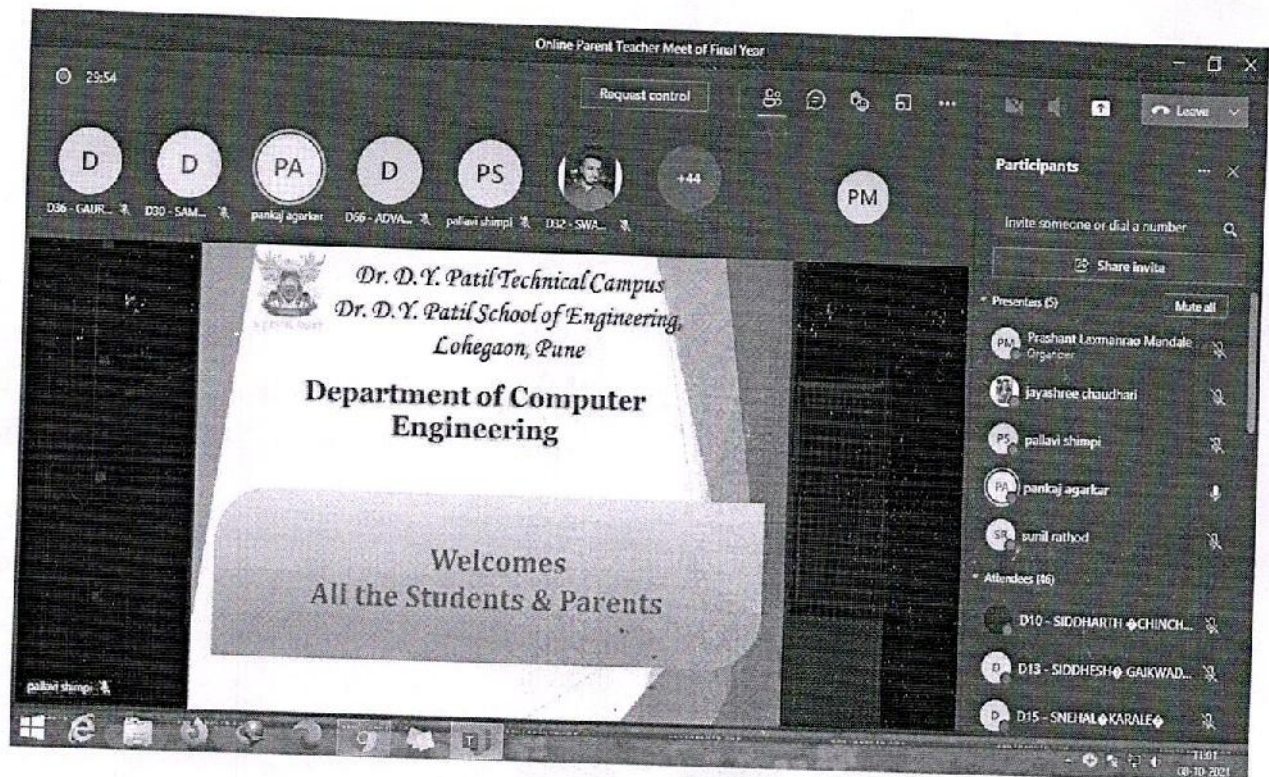 Online Parent Teacher Meet of Final Year
29:54
Request control
Leave
D
D
PA
D
PS
+44
PM
D36 - GAUR...
D30 - SAM...
pankaj agarkar
D66 - ADVA...
pallavi shimpi
D32 - SWA...
Dr. D.Y. Patil Technical Campus
Dr. D.Y. Patil School of Engineering,
Lohegaon, Pune
Department of Computer
Engineering
Welcomes
All the Students & Parents
pallavi shimpi
Participants
Invite someone or dial a number
Share invite
Presenters (5)
Mute all
PM
Prashant Laxmanrao Mandale
Organizer
jayashree chaudhari
PS
pallavi shimpi
PA
pankaj agarkar
SR
sunil rathod
Attendees (46)
D10 - SIDDHARTH �CHINCH...
D
D13 - SIDDHESH� GAIKWAD...
D
D15 - SNEHAL�KARALE�
11:01
08-10-2021